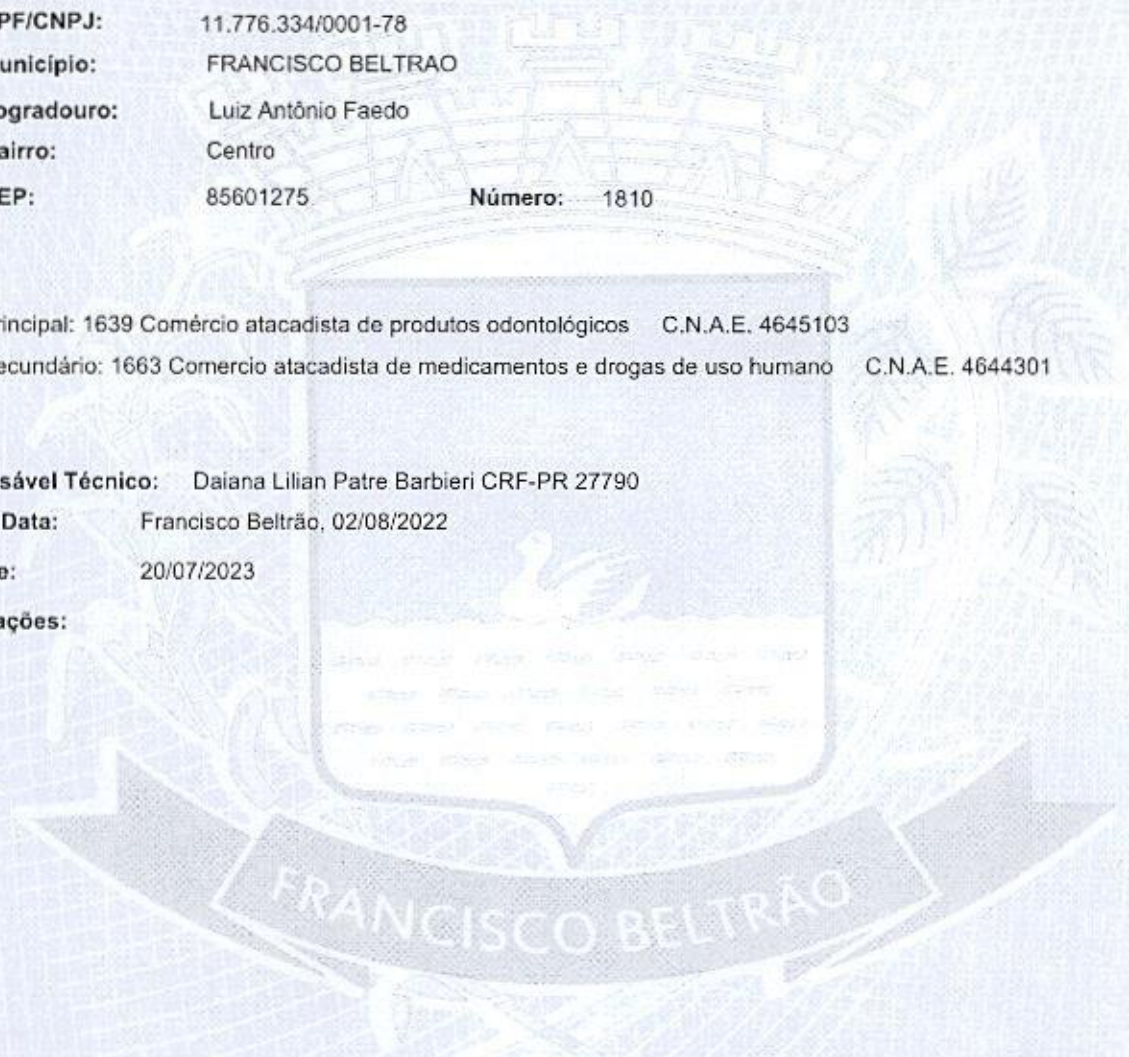 PF/CNPJ: 11.776.334/0001-78
unicípio: FRANCISCO BELTRAO
ogradouro: Luiz Antônio Faedo
airro: Centro
EP: 85601275 Número: 1810
rincipal: 1639 Comércio atacadista de produtos odontológicos C.N.A.E. 4645103
ecundário: 1663 Comercio atacadista de medicamentos e drogas de uso humano C.N.A.E. 4644301
sável Técnico: Daiana Lilian Patre Barbieri CRF-PR 27790
Data: Francisco Beltrão, 02/08/2022
e: 20/07/2023
ações:
FRANCISCO BELTRÃO